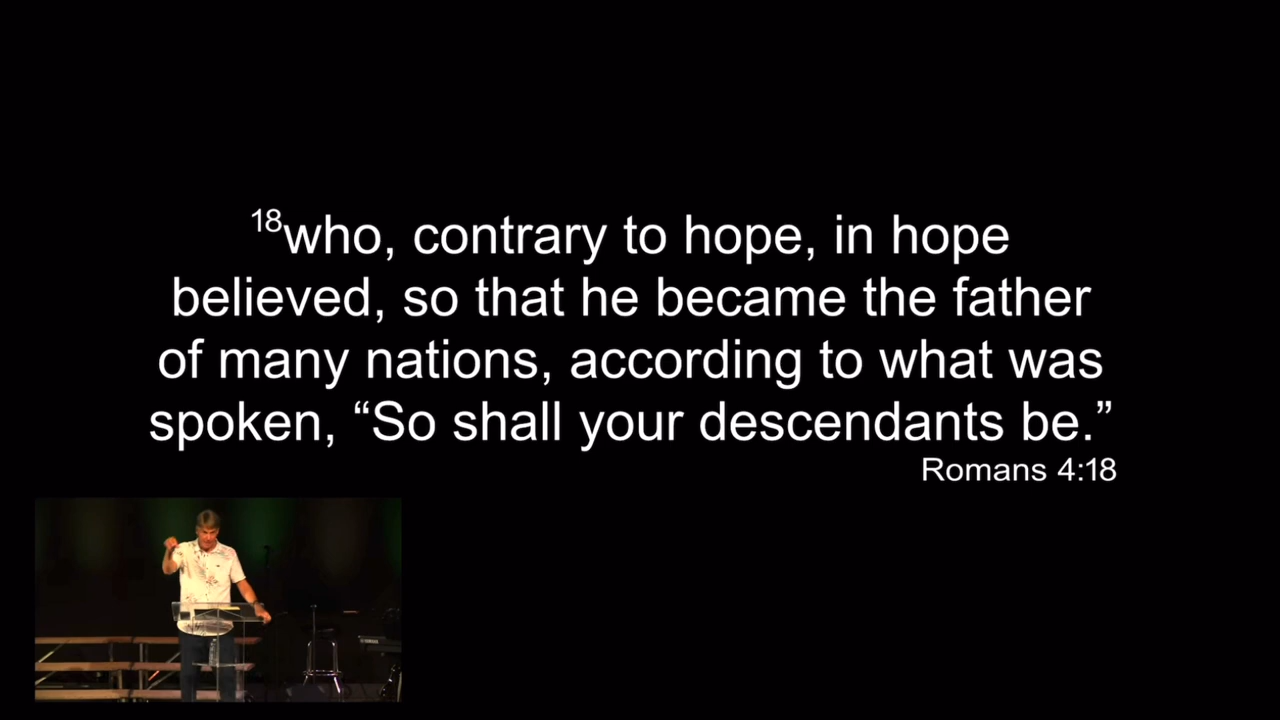 18who, contrary to hope, in hope
believed, so that he became the father
of many nations, according to what was
spoken, “So shall your descendants be.”
Romans 4:18